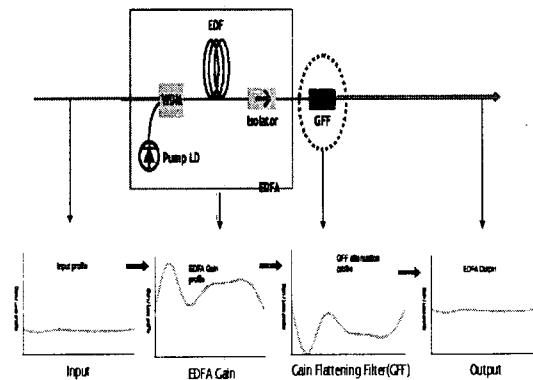 EDF
WDM
Isolator
GFF
Pump LD
EDFA
Input profile
EDFA Gain
profile
GFF attenuation
profile
EDFA Output
Input
EDFA Gain
Gain Flattening Filter(GFF)
Output